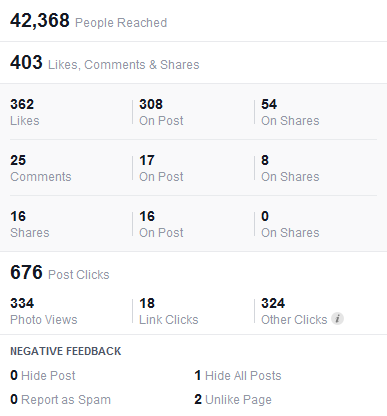 42,368 People Reached
403 Likes, Comments & Shares
362 308 54
Likes On Post On Shares
25 17 8
Comments On Post On Shares
16 16 0
Shares On Post On Shares
676 Post Clicks
334 18 324
Photo Views Link Clicks Other Clicks i
NEGATIVE FEEDBACK
0 Hide Post 1 Hide All Posts
0 Report as Spam 2 Unlike Page